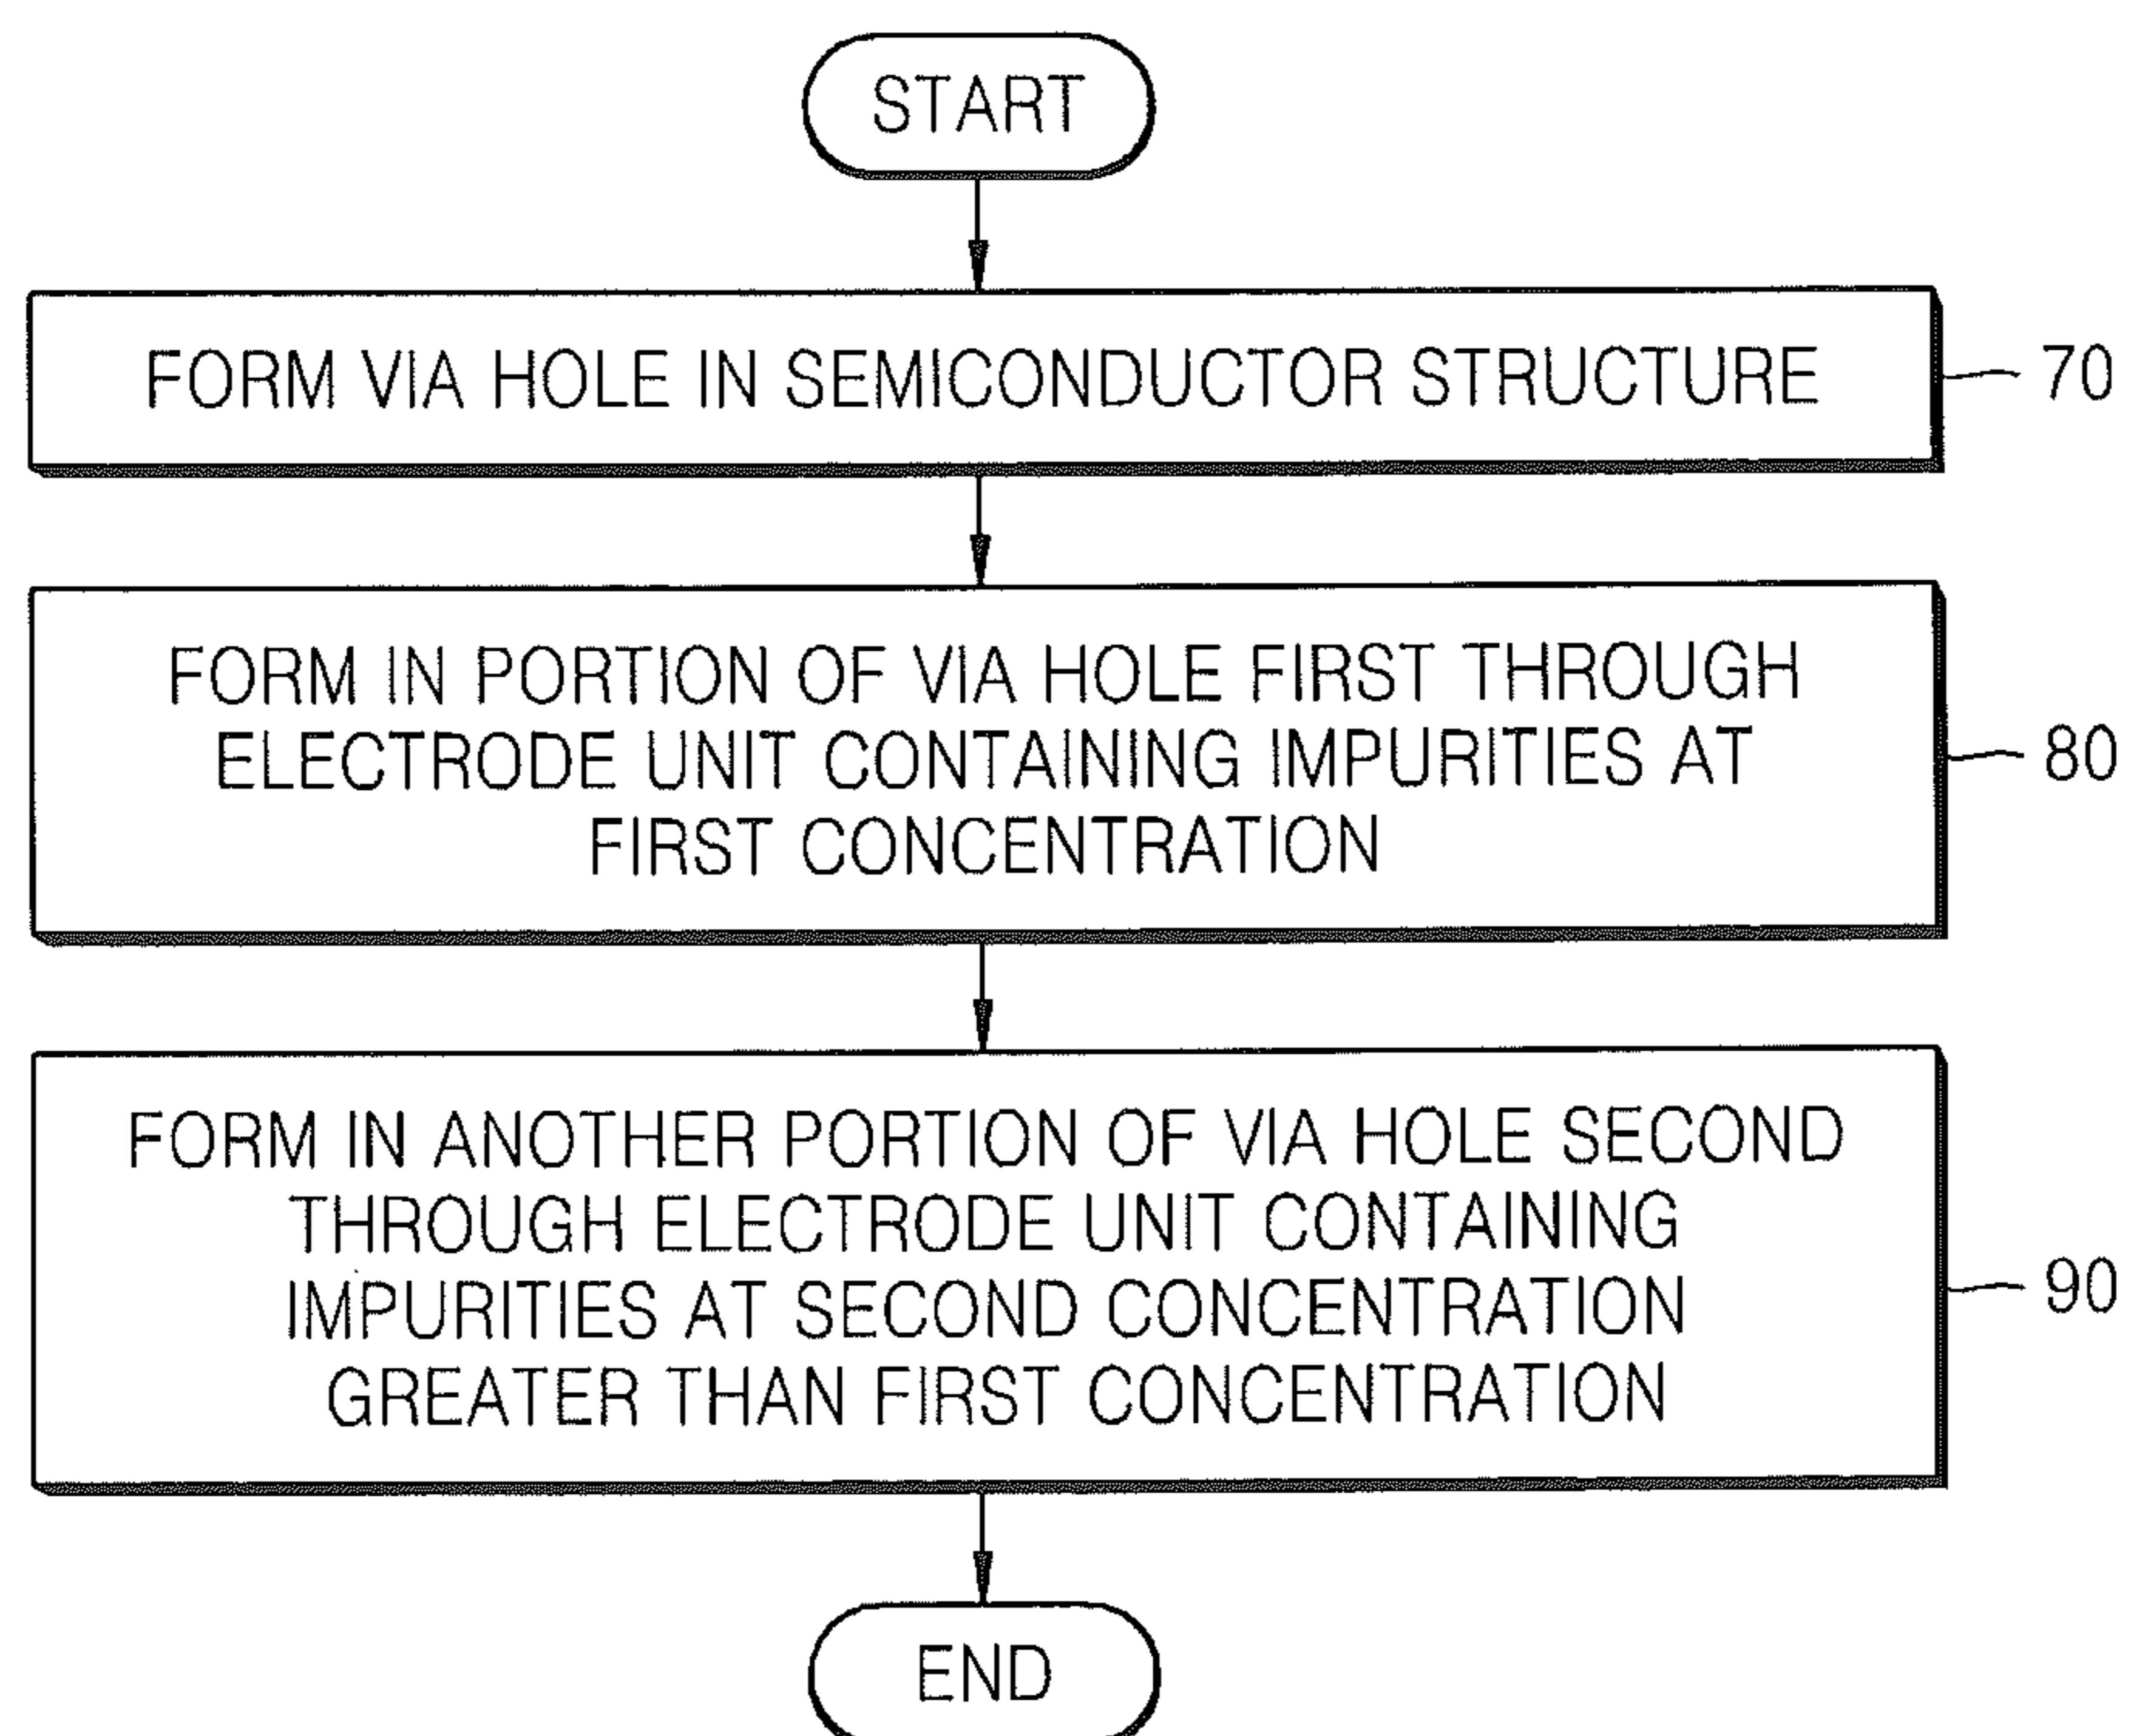 START
FORM VIA HOLE IN SEMICONDUCTOR STRUCTURE
70
FORM IN PORTION OF VIA HOLE FIRST THROUGH
ELECTRODE UNIT CONTAINING IMPURITIES AT
FIRST CONCENTRATION
80
FORM IN ANOTHER PORTION OF VIA HOLE SECOND
THROUGH ELECTRODE UNIT CONTAINING
IMPURITIES AT SECOND CONCENTRATION
GREATER THAN FIRST CONCENTRATION
90
END